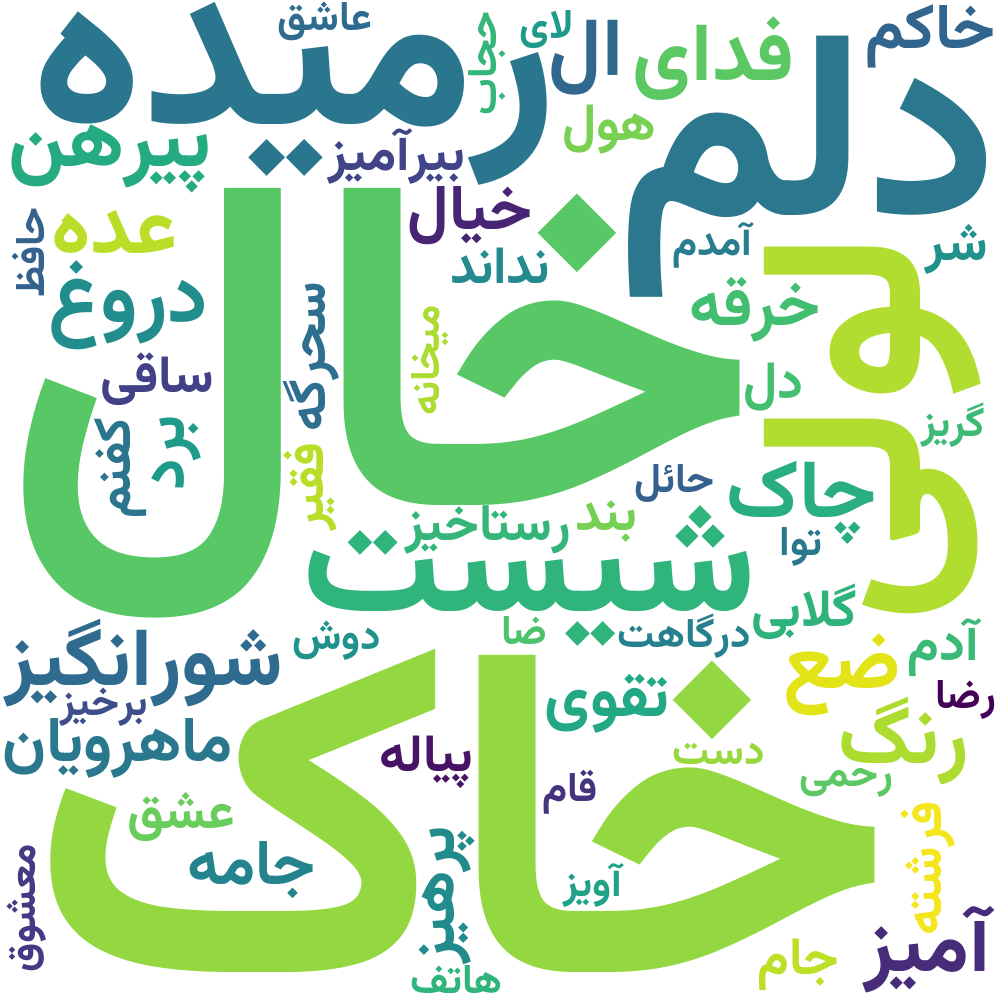 عاشق
رمیده
حجاب
لای
ال
فدای
خاکم
هول
دلم
پیرهن
بیرآمیز
خیال
حافظ
عده
نداند
آمدم
شر
دروغ
خال
سحرگه
میخانه
خرقه
لولی
ساقی
دل
گریز
کفنم
برد
فقیر
حائل
چاک
رستاخیز
بند
توا
شیست
گلابی
شورانگیز
دوش
ضا
درگاهت
آدم
برخیز
تقوی
ضع
رضا
ماهرویان
پیاله
دست
رنگ
خاک
قام
رحمی
عشق
جامه
معشوق
پرهیز
آویز
فرشته
هاتف
جام
آمیز